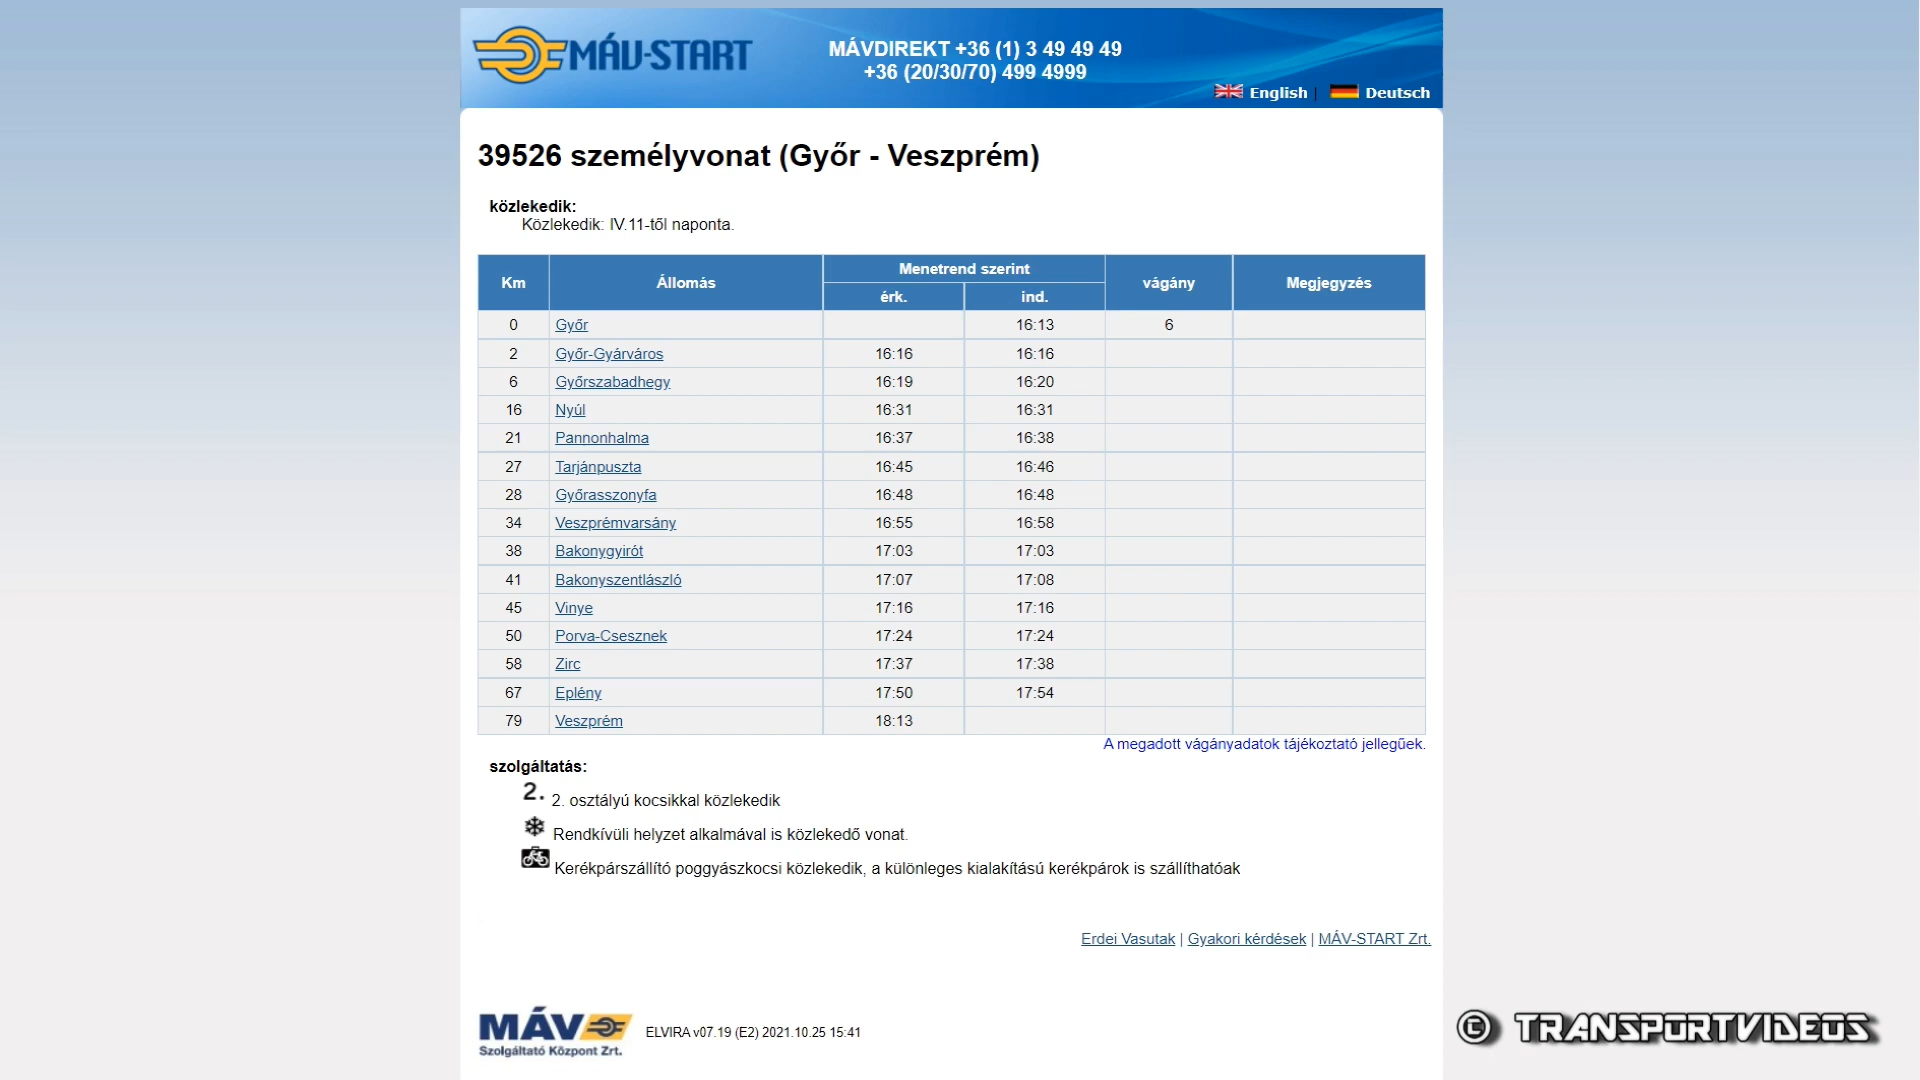 MÁV-START
MÁVDIREKT +36 (1) 3 49 49 49
+36 (20/30/70) 499 4999
English | Deutsch
39526 személyvonat (Győr - Veszprém)
közlekedik:
Közlekedik: IV.11-től naponta.
Km Állomás Menetrend szerint vágány Megjegyzés
érk. ind.
0 Győr 16:13 6
2 Győr-Gyárváros 16:16 16:16
6 Győrszabadhegy 16:19 16:20
16 Nyúl 16:31 16:31
21 Pannonhalma 16:37 16:38
27 Tarjánpuszta 16:45 16:46
28 Győrasszonyfa 16:48 16:48
34 Veszprémvarsány 16:55 16:58
38 Bakonygyirót 17:03 17:03
41 Bakonyszentlászló 17:07 17:08
45 Vinye 17:16 17:16
50 Porva-Csesznek 17:24 17:24
58 Zirc 17:37 17:38
67 Eplény 17:50 17:54
79 Veszprém 18:13
A megadott vágányadatok tájékoztató jellegűek.
szolgáltatás:
2. 2. osztályú kocsikkal közlekedik
Rendkívüli helyzet alkalmával is közlekedő vonat.
Kerékpárszállító poggyászkocsi közlekedik, a különleges kialakítású kerékpárok is szállíthatóak
Erdei Vasutak | Gyakori kérdések | MÁV-START Zrt.
MÁV
Szolgáltató Központ Zrt.
ELVIRA v07.19 (E2) 2021.10.25 15:41
© TRANSPORTVIDEOS